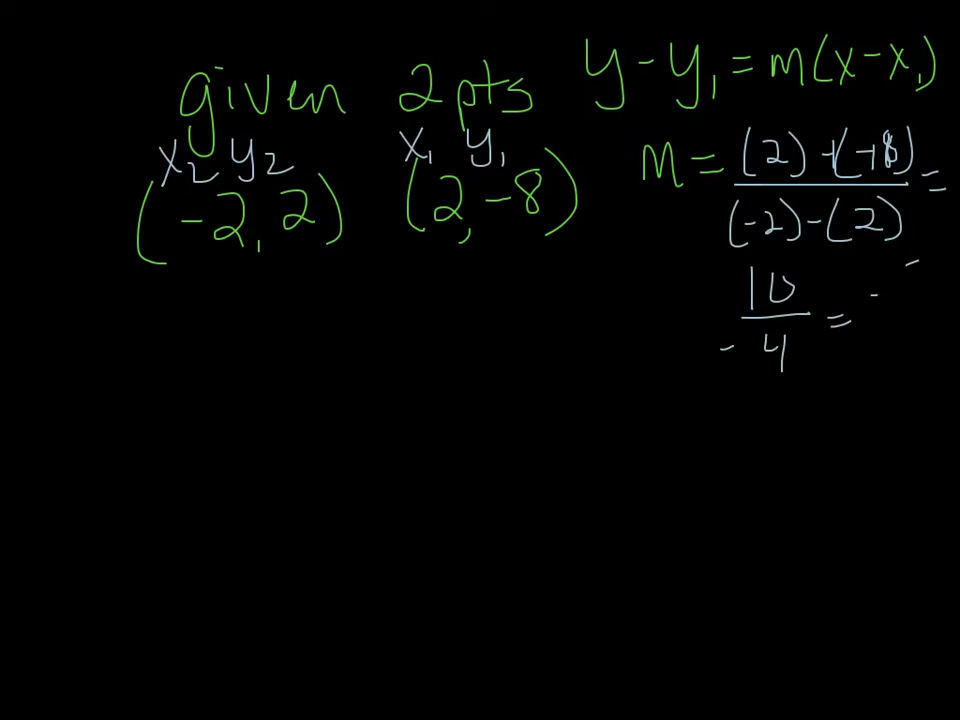 given 2pts y - y₁ = m(x - x₁)
x₂ y₂ x₁ y₁ M = (2) + (+8) / (-2) - (2) =
(-2, 2) (2, -8)
10 / -4 = -